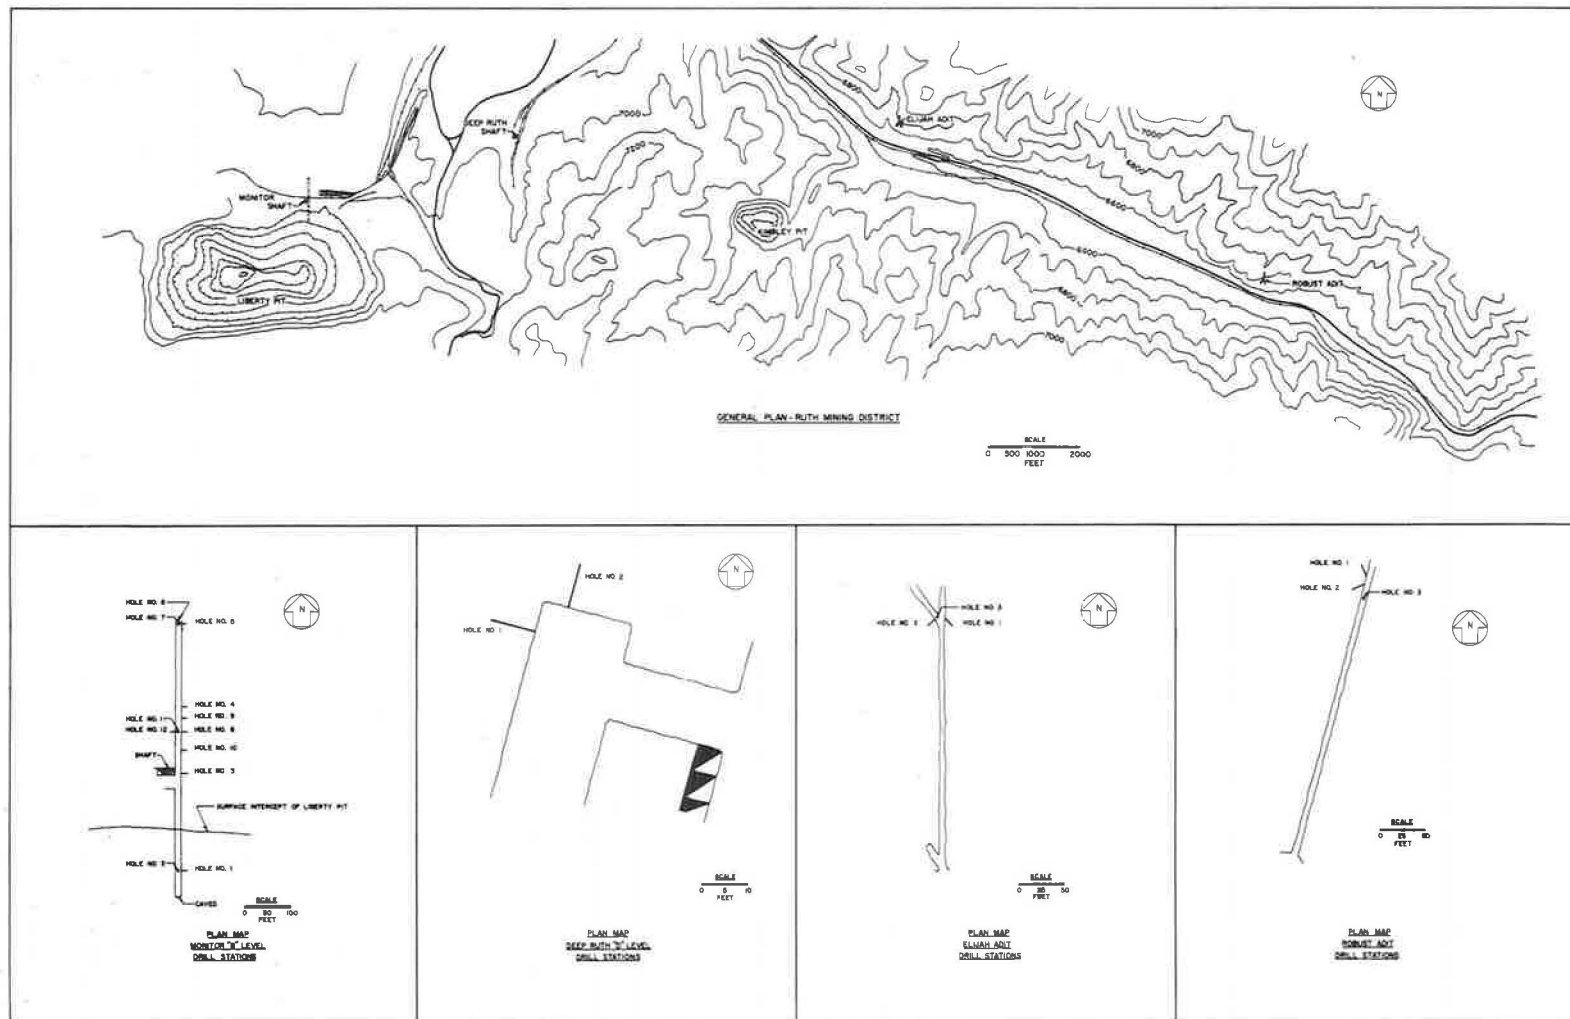 N
6800
7000
ELIJAH ADIT
DEEP RUTH
SHAFT
7000
7200
6800
MONITOR
SHAFT
6600
KIMBLEY PIT
6600
ROBUST ADIT
LIBERTY PIT
6800
7000
GENERAL PLAN - RUTH MINING DISTRICT
SCALE
0 500 1000 2000
FEET
HOLE NO. 6
HOLE NO. 7
HOLE NO. 5
N
HOLE NO. 4
HOLE NO. 9
HOLE NO. 1
HOLE NO. 12
HOLE NO. 8
HOLE NO. 10
SHAFT
HOLE NO. 3
SURFACE INTERCEPT OF LIBERTY PIT
HOLE NO. 2
HOLE NO. 1
CAVED
SCALE
0 50 100
FEET
PLAN MAP
MONITOR "B" LEVEL
DRILL STATIONS
HOLE NO. 2
N
HOLE NO. 1
SCALE
0 5 10
FEET
PLAN MAP
DEEP RUTH "D" LEVEL
DRILL STATIONS
HOLE NO. 3
HOLE NO. 2
HOLE NO. 1
N
SCALE
0 25 50
FEET
PLAN MAP
ELIJAH ADIT
DRILL STATIONS
HOLE NO. 1
HOLE NO. 2
HOLE NO. 3
N
SCALE
0 25 50
FEET
PLAN MAP
ROBUST ADIT
DRILL STATIONS